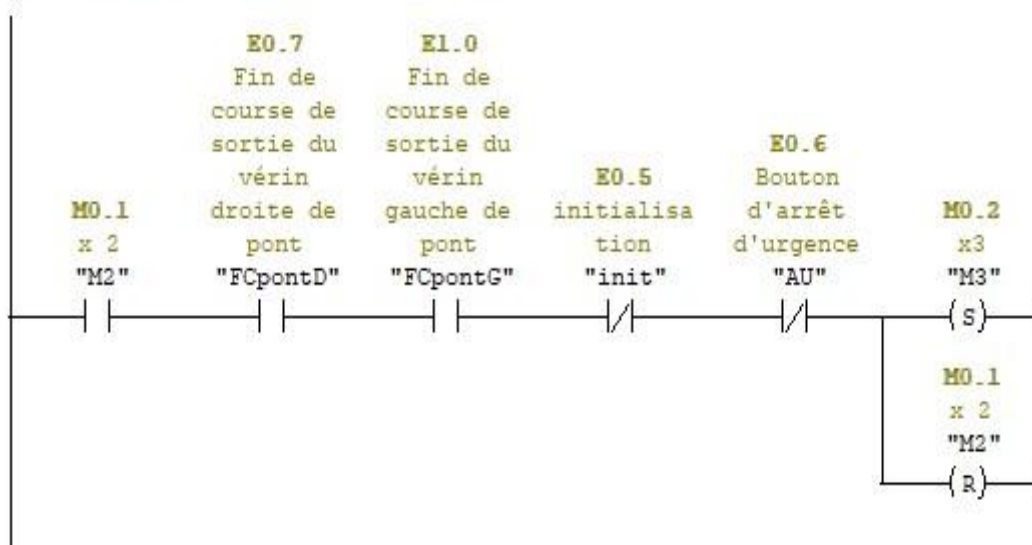 E0.7
Fin de
course de
sortie du
vérin
droite de
pont
"FCpontD"
E1.0
Fin de
course de
sortie du
vérin
gauche de
pont
"FCpontG"
E0.5
initialisa
tion
"init"
E0.6
Bouton
d'arrêt
d'urgence
"AU"
M0.1
x 2
"M2"
M0.2
x3
"M3"
S
M0.1
x 2
"M2"
R